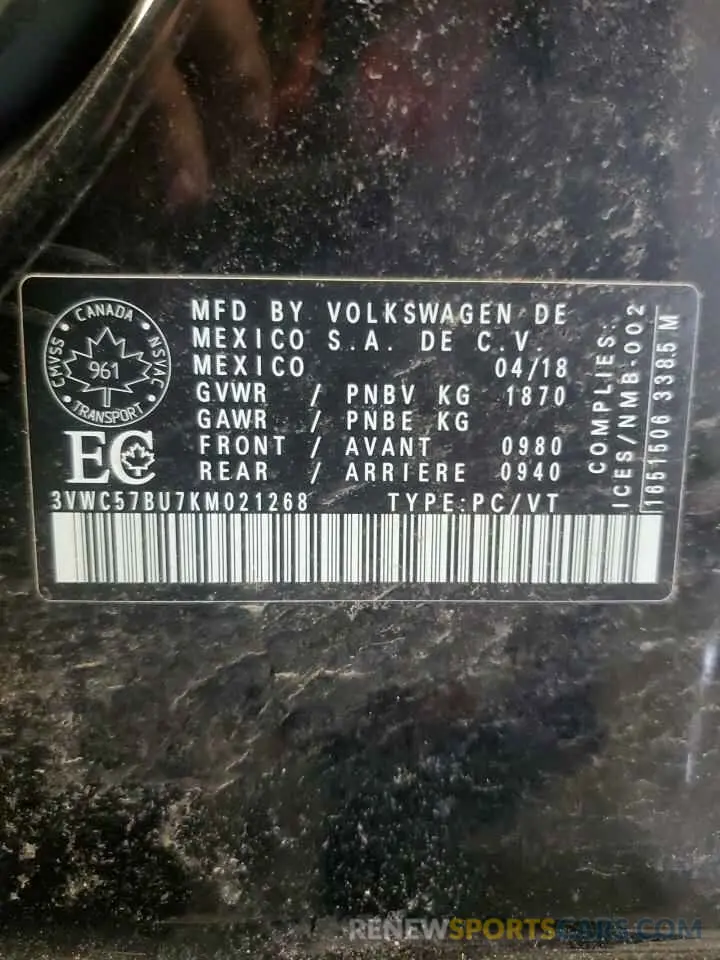 MFD BY VOLKSWAGEN DE
MEXICO S.A. DE C.V.
MEXICO 04/18
GVWR / PNBV KG 1870
GAWR / PNBE KG
FRONT / AVANT 0980
REAR / ARRIERE 0940
CANADA
CMVSS NSVAC
961
TRANSPORT
EC
3VWC57BU7KM021268 TYPE:PC/VT
COMPLIES:
ICES/NMB-002
1651506 3385 M
RENEWSPORTSCARS.COM